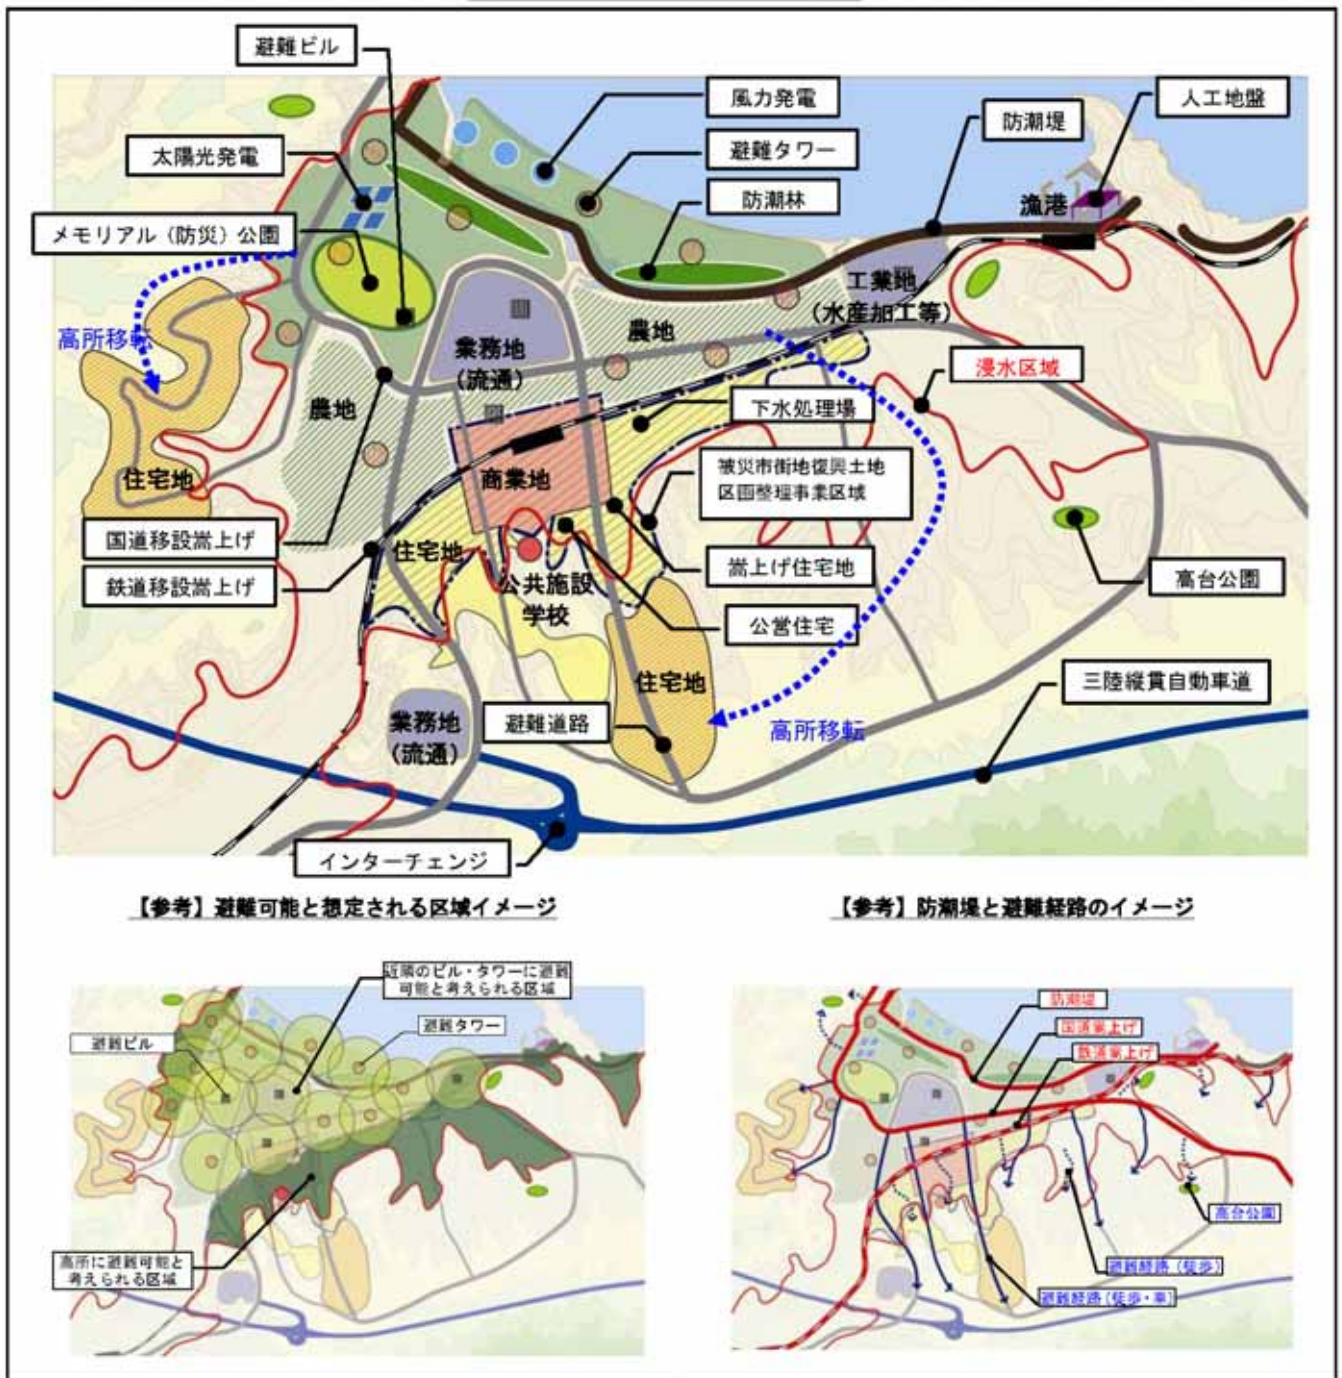 避難ビル
風力発電
人工地盤
防潮堤
太陽光発電
避難タワー
防潮林
漁港
メモリアル（防災）公園
工業地
（水産加工等）
高所移転
農地
業務地
（流通）
浸水区域
農地
下水処理場
住宅地
商業地
被災市街地復興土地
区画整理事業区域
国道移設嵩上げ
住宅地
嵩上げ住宅地
高台公園
鉄道移設嵩上げ
公共施設
学校
公営住宅
住宅地
三陸縦貫自動車道
業務地
（流通）
避難道路
高所移転
インターチェンジ
【参考】避難可能と想定される区域イメージ
【参考】防潮堤と避難経路のイメージ
近隣のビル・タワーに避難
可能と考えられる区域
避難タワー
避難ビル
高所に避難可能と
考えられる区域
防潮堤
国道嵩上げ
鉄道嵩上げ
高台公園
避難経路（徒歩）
避難経路（徒歩・車）